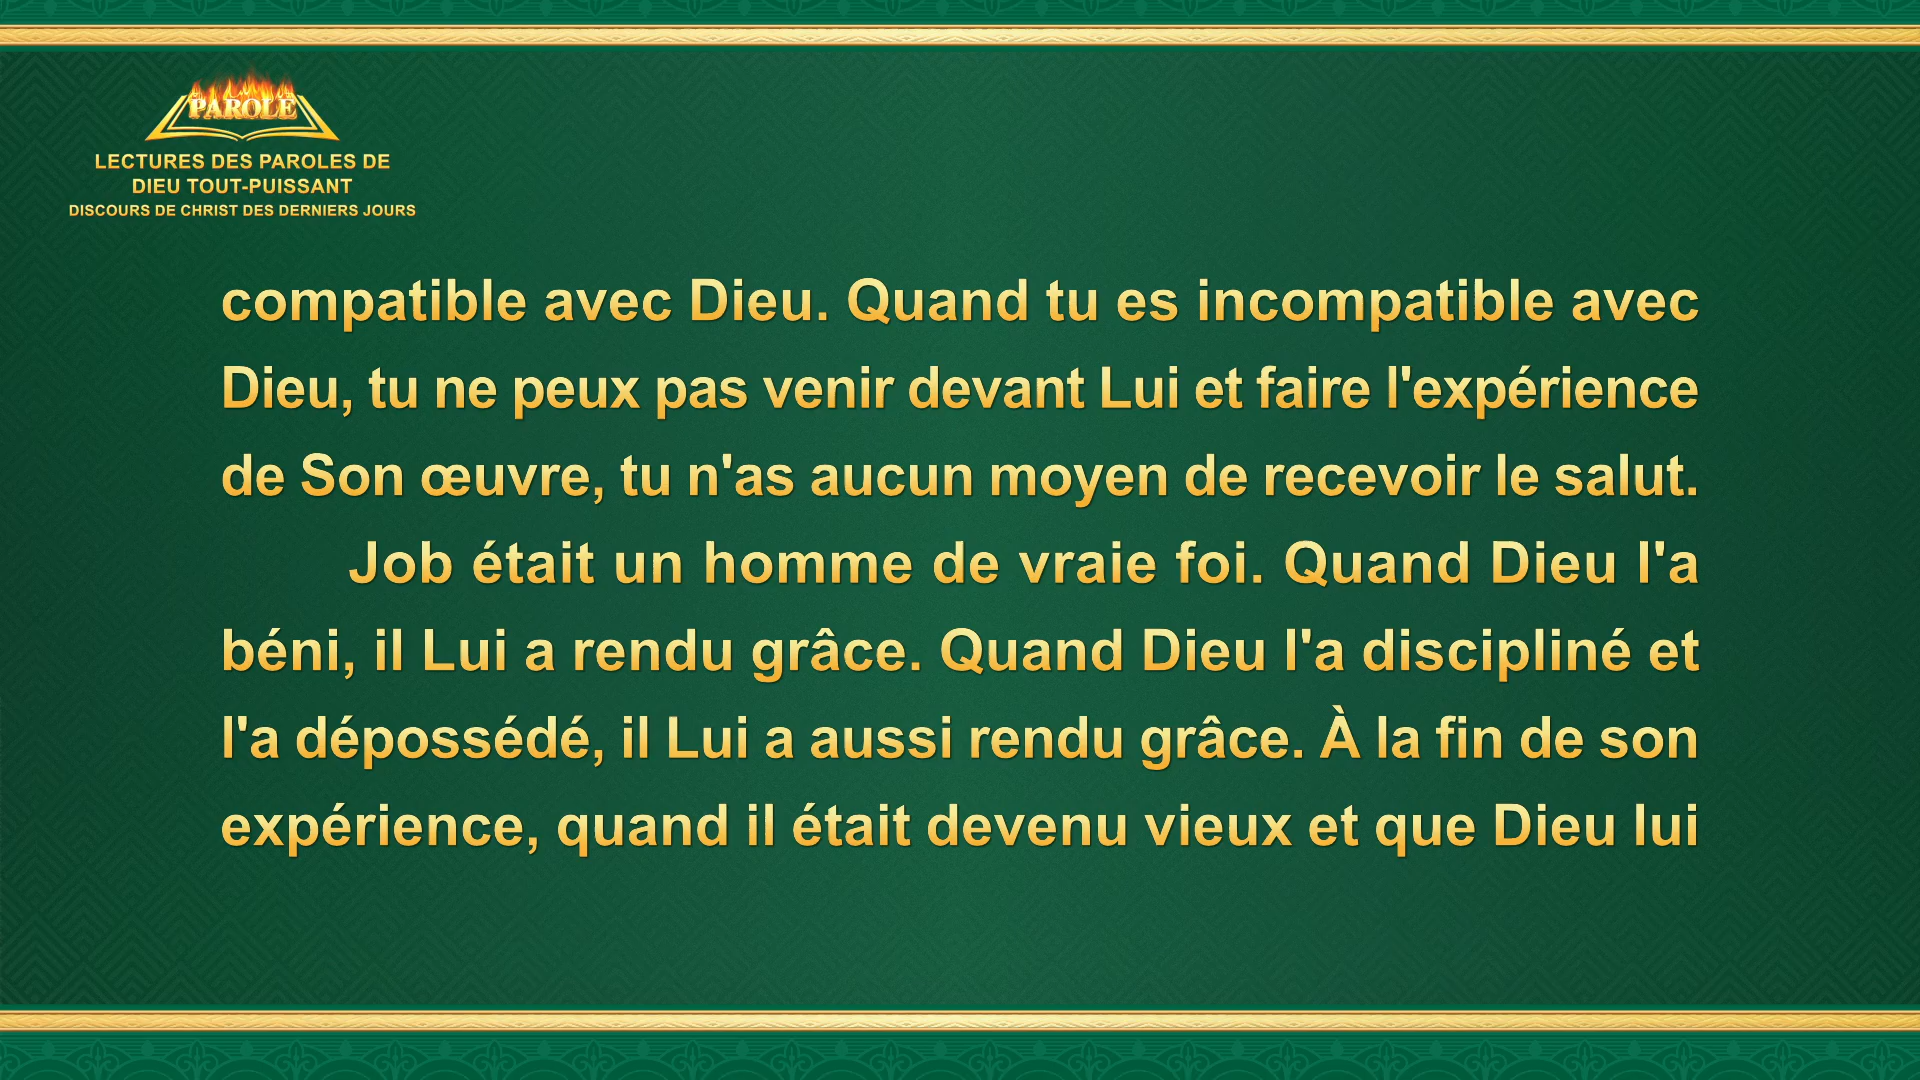 PAROLE
LECTURES DES PAROLES DE
DIEU TOUT-PUISSANT
DISCOURS DE CHRIST DES DERNIERS JOURS
compatible avec Dieu. Quand tu es incompatible avec
Dieu, tu ne peux pas venir devant Lui et faire l'expérience
de Son œuvre, tu n'as aucun moyen de recevoir le salut.
Job était un homme de vraie foi. Quand Dieu l'a
béni, il Lui a rendu grâce. Quand Dieu l'a discipliné et
l'a dépossédé, il Lui a aussi rendu grâce. À la fin de son
expérience, quand il était devenu vieux et que Dieu lui